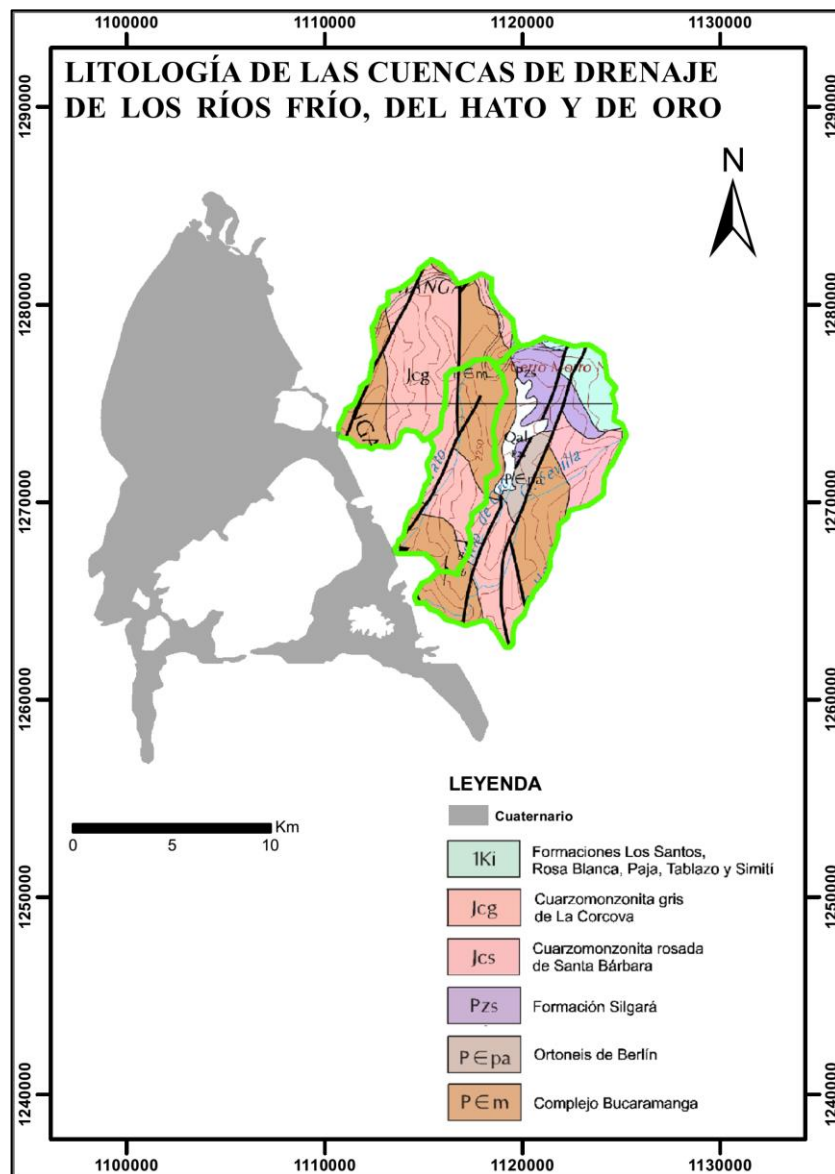 1100000 1110000 1120000 1130000
LITOLOGÍA DE LAS CUENCAS DE DRENAJE
DE LOS RÍOS FRÍO, DEL HATO Y DE ORO
1290000 1290000
N
1280000 1280000
Pzs
Jcg
Qal
P∈pa
1270000 1270000
1260000 1260000
LEYENDA
Cuaternario
Km
0 5 10
1Ki Formaciones Los Santos,
Rosa Blanca, Paja, Tablazo y Simití
1250000 1250000
Jcg Cuarzomonzonita gris
de La Corcova
Jcs Cuarzomonzonita rosada
de Santa Bárbara
Pzs Formación Silgará
P∈pa Ortoneis de Berlín
P∈m Complejo Bucaramanga
1240000 1240000
1100000 1110000 1120000 1130000